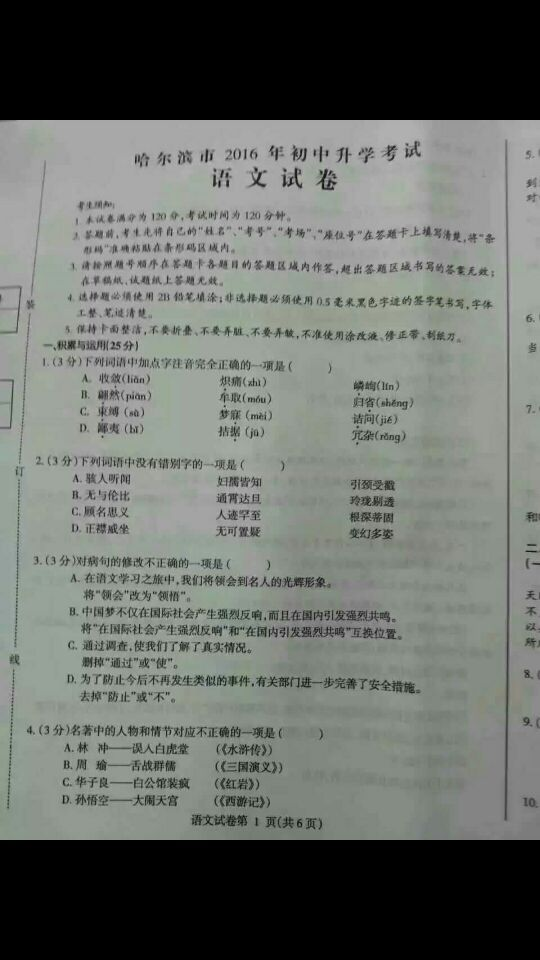 哈尔滨市 2016 年初中升学考试
语文试卷
考生须知:
1. 本试卷满分为 120 分,考试时间为 120 分钟。
2. 答题前,考生先将自己的“姓名”、“考号”、“考场”、“座位号”在答题卡上填写清楚,将“条
形码”准确粘贴在条形码区域内。
3. 请按照题号顺序在答题卡各题目的答题区域内作答,超出答题区域书写的答案无效;
在草稿纸、试题纸上答题无效。
4. 选择题必须使用 2B 铅笔填涂;非选择题必须使用 0.5 毫米黑色字迹的签字笔书写,字体
工整、笔迹清楚。
5. 保持卡面整洁,不要折叠、不要弄脏、不要弄皱,不准使用涂改液、修正带、刮纸刀。
一、积累与运用(25分)
1.(3 分)下列词语中加点字注音完全正确的一项是(  )
A. 收敛(liǎn) 炽痛(zhì) 嶙峋(lín)
B. 翩然(piān) 牟取(móu) 归省(shěng)
C. 束缚(sù) 梦寐(mèi) 诘问(jié)
D. 鄙夷(bǐ) 拮据(jū) 冗杂(rǒng)
2.(3 分)下列词语中没有错别字的一项是(  )
A. 骇人听闻 妇孺皆知 引颈受戳
B. 无与伦比 通霄达旦 玲珑剔透
C. 顾名思义 人迹罕至 根深蒂固
D. 正襟威坐 无可置疑 变幻多姿
3.(3 分)对病句的修改不正确的一项是(  )
A. 在语文学习之旅中,我们将领会到名人的光辉形象。
将“领会”改为“领悟”。
B. 中国梦不仅在国际社会产生强烈反响,而且在国内引发强烈共鸣。
将“在国际社会产生强烈反响”和“在国内引发强烈共鸣”互换位置。
C. 通过调查,使我们了解了真实情况。
删掉“通过”或“使”。
D. 为了防止今后不再发生类似的事件,有关部门进一步完善了安全措施。
去掉“防止”或“不”。
4.(3 分)名著中的人物和情节对应不正确的一项是(  )
A. 林 冲——误入白虎堂 (《水浒传》)
B. 周 瑜——舌战群儒 (《三国演义》)
C. 华子良——白公馆装疯 (《红岩》)
D. 孙悟空——大闹天宫 (《西游记》)
语文试卷第 1 页(共 6 页)
装
订
线
5.
到
对
6.
当
7.
和
二
(一
天
不
以
所
8.
9.
10.